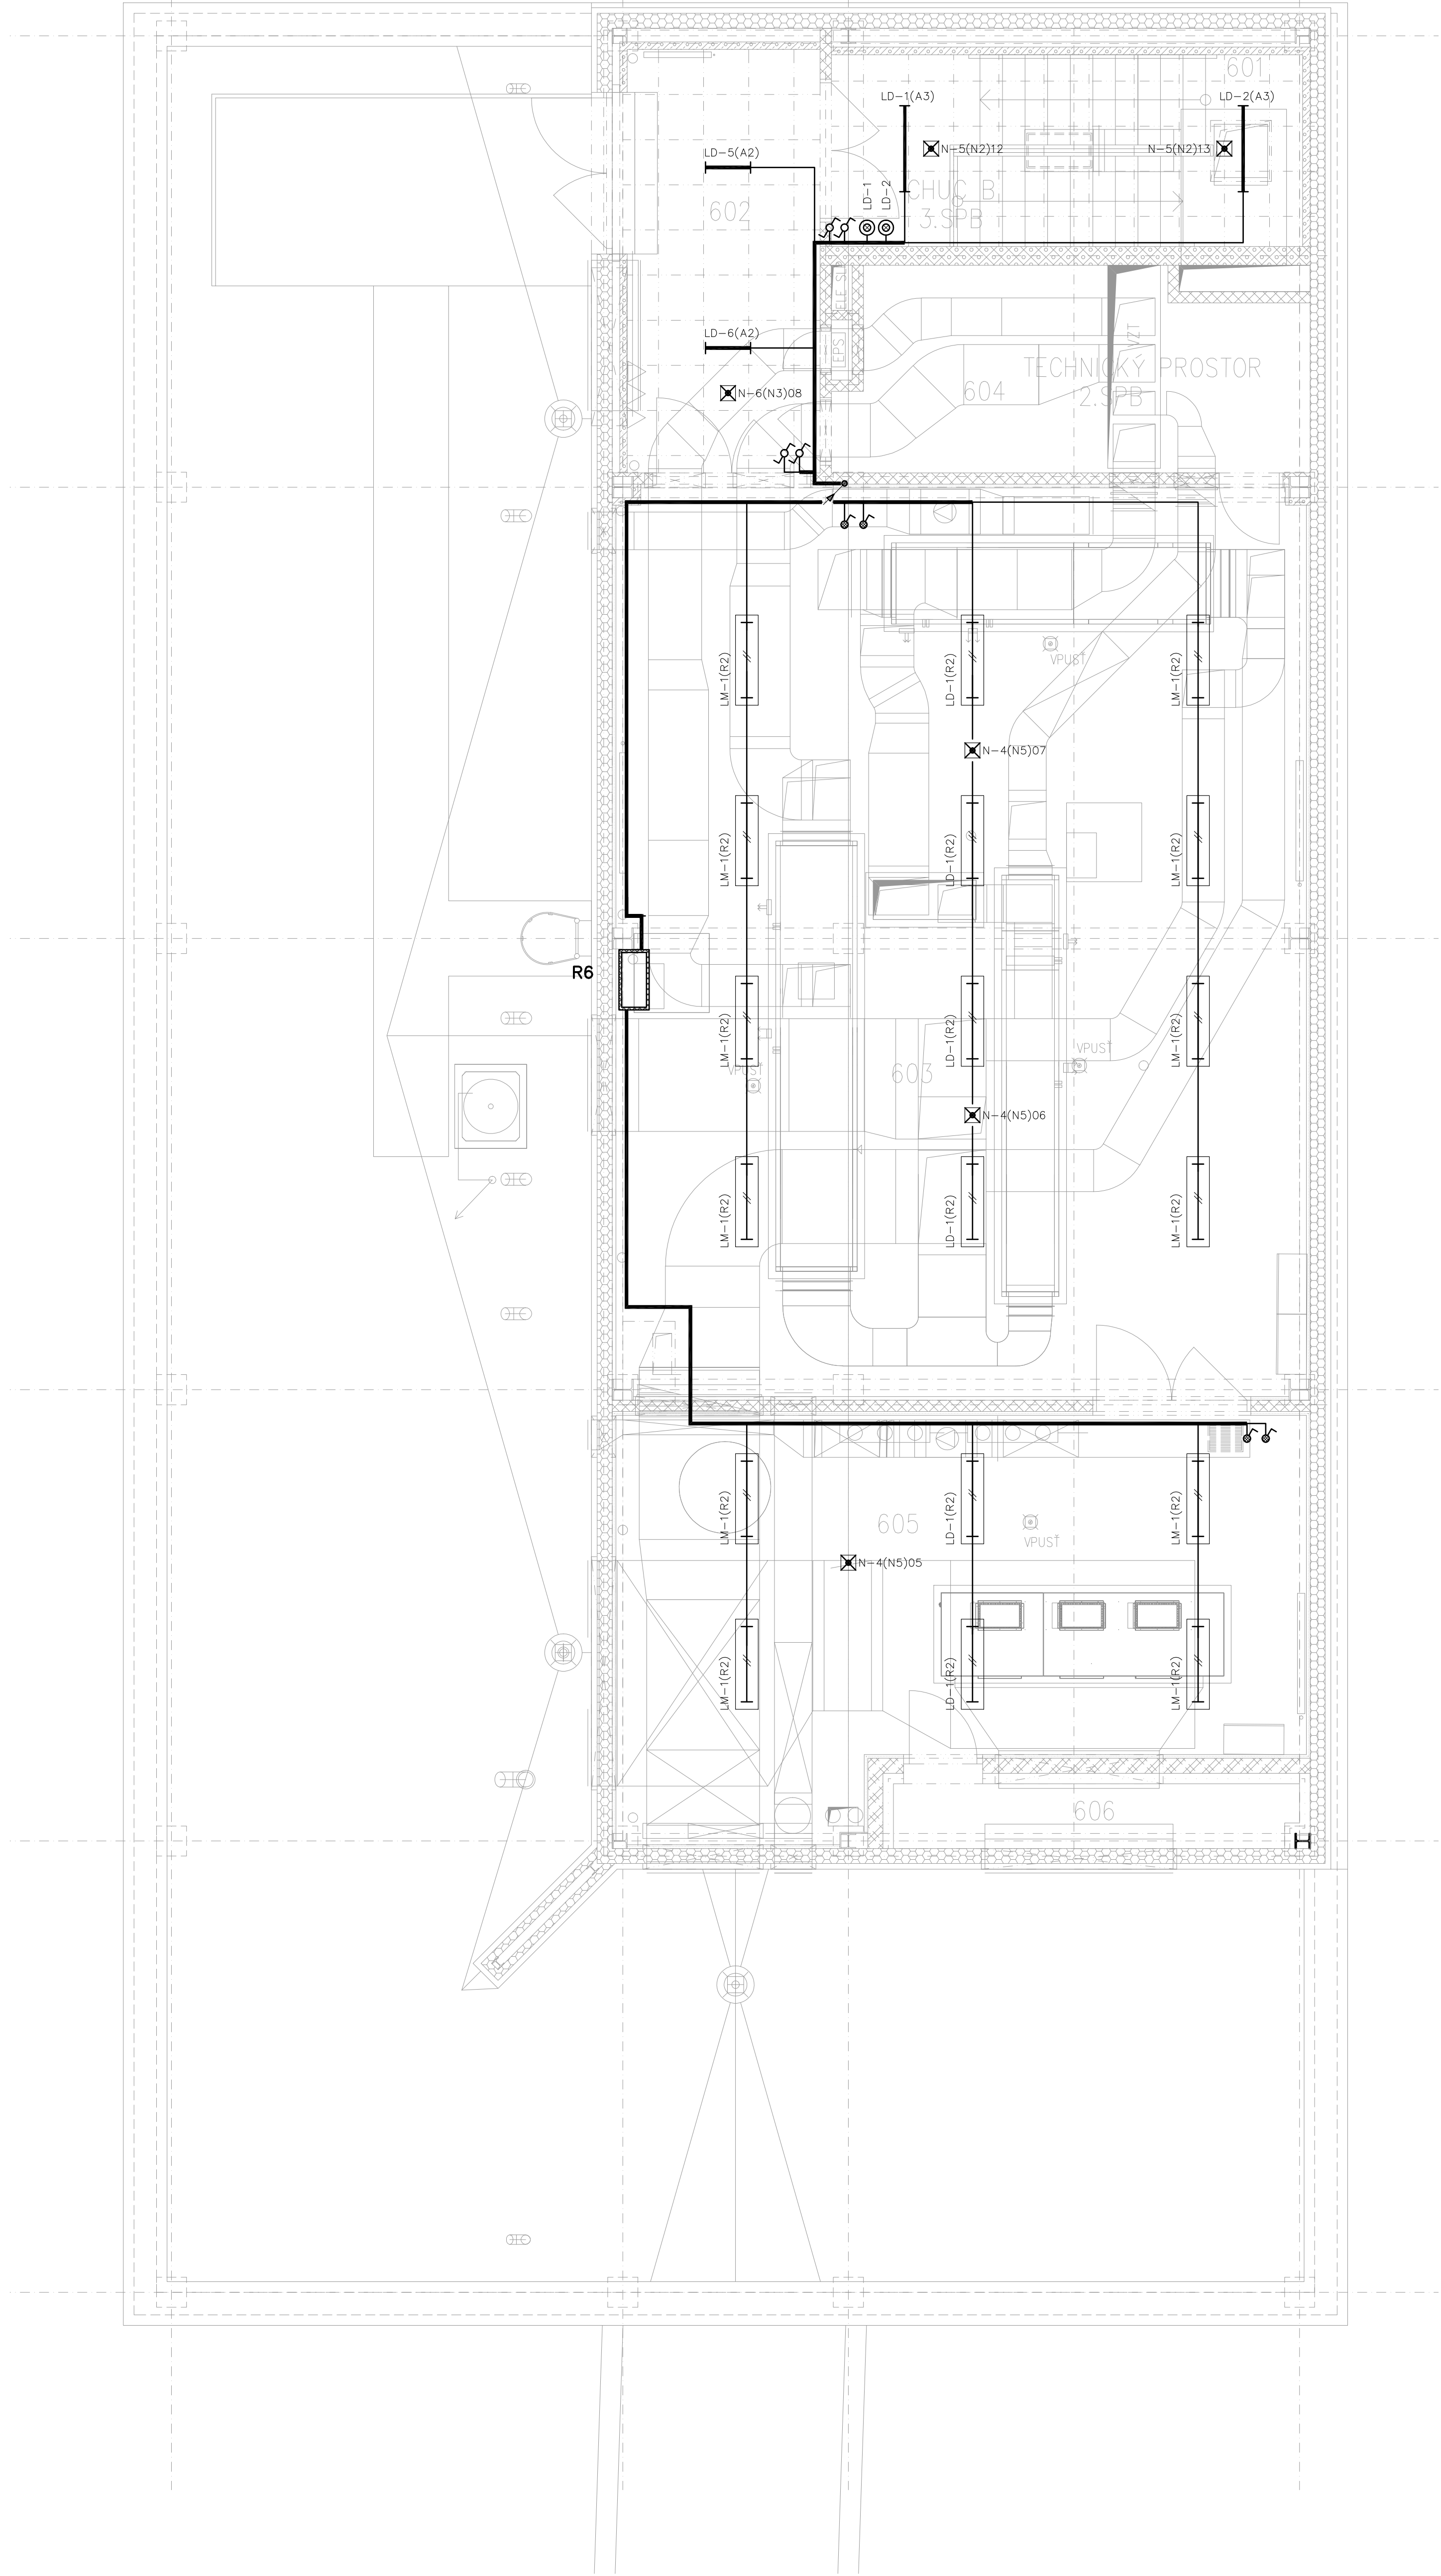 601
LD-1(A3)
LD-2(A3)
LD-5(A2)
N-5(N2)12
N-5(N2)13
LD-1
LD-2
CHUC B
3.SPB
602
LD-6(A2)
EPS
VZT
TECHNICKÝ PROSTOR
2.SPB
604
N-6(N3)08
LM-1(R2)
LD-1(R2)
LM-1(R2)
VPUSŤ
N-4(N5)07
LM-1(R2)
LD-1(R2)
LM-1(R2)
R6
LM-1(R2)
LD-1(R2)
LM-1(R2)
VPUSŤ
VPUSŤ
603
N-4(N5)06
LM-1(R2)
LD-1(R2)
LM-1(R2)
LM-1(R2)
LD-1(R2)
LM-1(R2)
605
VPUSŤ
N-4(N5)05
LM-1(R2)
LD-1(R2)
LM-1(R2)
606